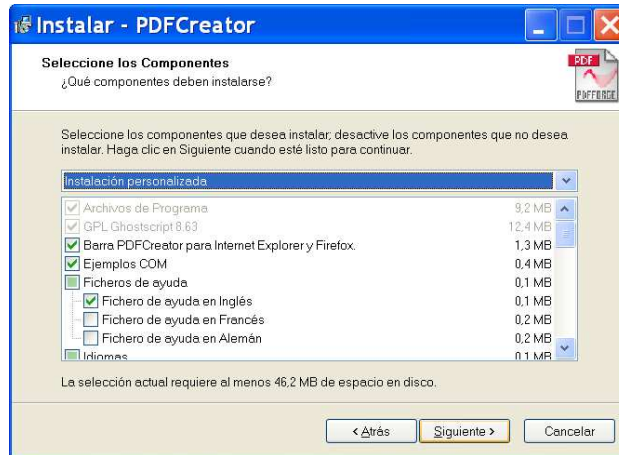 Instalar - PDFCreator
Seleccione los Componentes
¿Qué componentes deben instalarse?
PDF
PDFFORGE
Seleccione los componentes que desea instalar; desactive los componentes que no desea
instalar. Haga clic en Siguiente cuando esté listo para continuar.
Instalación personalizada
Archivos de Programa 9,2 MB
GPL Ghostscript 8.63 12,4 MB
Barra PDFCreator para Internet Explorer y Firefox. 1,3 MB
Ejemplos COM 0,4 MB
Ficheros de ayuda 0,1 MB
Fichero de ayuda en Inglés 0,1 MB
Fichero de ayuda en Francés 0,2 MB
Fichero de ayuda en Alemán 0,2 MB
Idiomas 0,1 MB
La selección actual requiere al menos 46,2 MB de espacio en disco.
< Atrás Siguiente > Cancelar